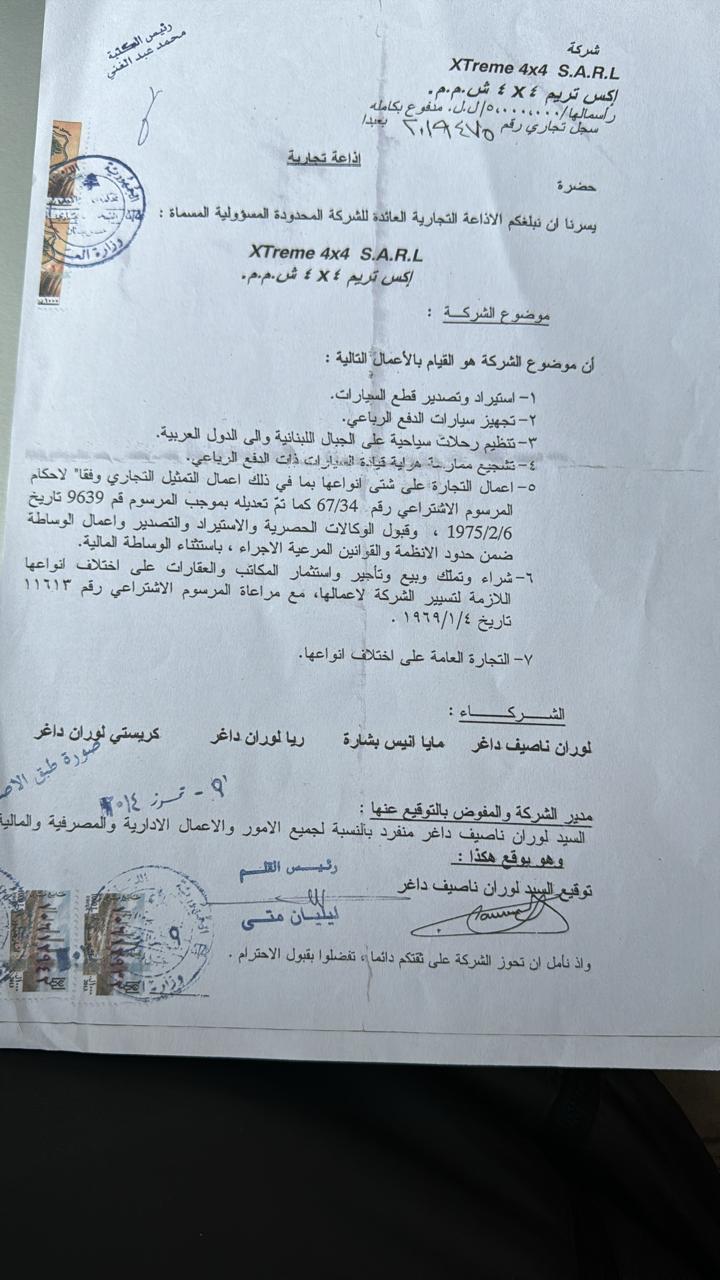 رئيس الكتبة
محمد عبد الغني
شركة
XTreme 4x4 S.A.R.L
إكس تريم ٤ X ٤ ش.م.م.
رأسمالها/٥،٠٠٠،٠٠٠/ل.ل. مدفوع بكامله
سجل تجاري رقم ٢٠١٩٤٧٥ بعبدا
إذاعة تجارية
حضرة
يسرنا ان نبلغكم الاذاعة التجارية العائدة للشركة المحدودة المسؤولية المسماة :
XTreme 4x4 S.A.R.L
إكس تريم ٤ X ٤ ش.م.م.
موضوع الشركة :
أن موضوع الشركة هو القيام بالأعمال التالية :
١- استيراد وتصدير قطع السيارات.
٢- تجهيز سيارات الدفع الرباعي.
٣- تنظيم رحلات سياحية على الجبال اللبنانية والى الدول العربية.
٤- تشجيع ممارسة هواية قيادة السيارات ذات الدفع الرباعي.
٥- اعمال التجارة على شتى أنواعها بما في ذلك اعمال التمثيل التجاري وفقا" لاحكام
المرسوم الاشتراعي رقم 67/34 كما تمّ تعديله بموجب المرسوم قم 9639 تاريخ
1975/2/6 ، وقبول الوكالات الحصرية والاستيراد والتصدير واعمال الوساطة
ضمن حدود الانظمة والقوانين المرعية الاجراء ، باستثناء الوساطة المالية.
٦- شراء وتملك وبيع وتأجير واستثمار المكاتب والعقارات على اختلاف انواعها
اللازمة لتسيير الشركة لاعمالها، مع مراعاة المرسوم الاشتراعي رقم ١١٦١٣
تاريخ ١٩٦٩/١/٤ .
٧- التجارة العامة على اختلاف انواعها.
الشركاء :
لوران ناصيف داغر مايا انيس بشارة ريا لوران داغر كريستي لوران داغر
صورة طبق الاصل
٩ - تموز ٢٠١٤
مدير الشركة والمفوض بالتوقيع عنها :
السيد لوران ناصيف داغر منفرد بالنسبة لجميع الامور والاعمال الادارية والمصرفية والمالية
وهو يوقع هكذا :
توقيع السيد لوران ناصيف داغر
رئيس القلم
ليليان متى
واذ نأمل ان تحوز الشركة على ثقتكم دائما، تفضلوا بقبول الاحترام .